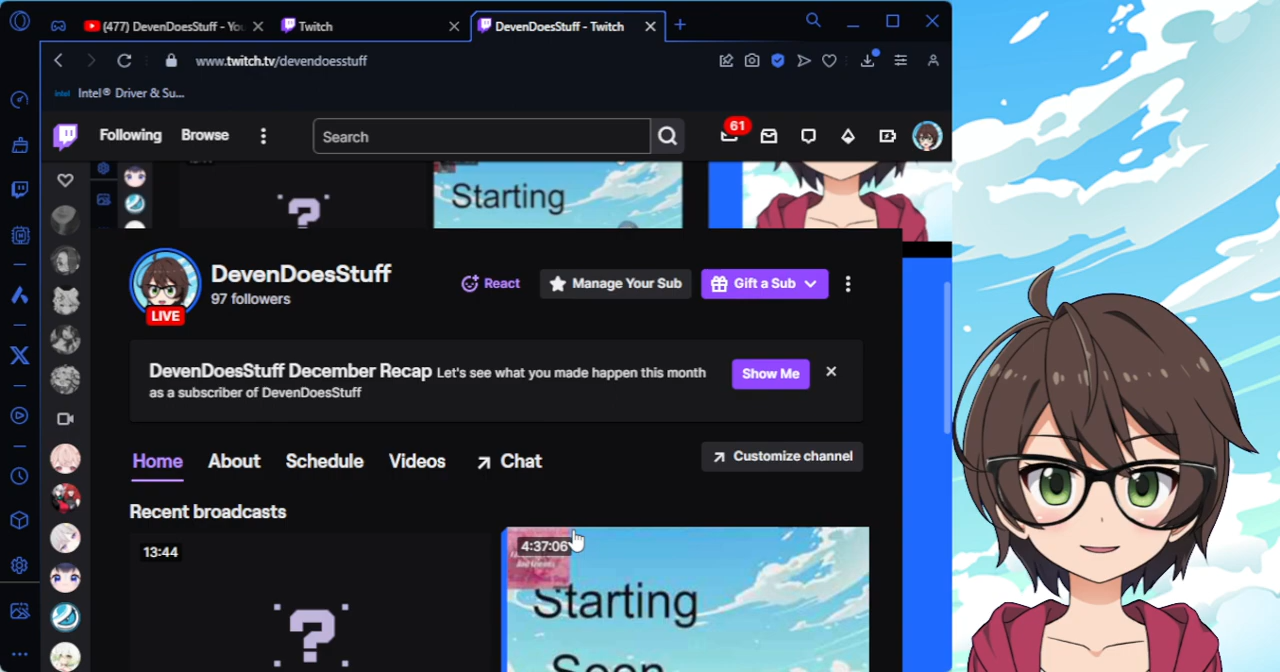 (477) DevenDoesStuff - You
Twitch
DevenDoesStuff - Twitch
www.twitch.tv/devendoesstuff
intel Intel® Driver & Su...
Following
Browse
Search
61
Starting
DevenDoesStuff
97 followers
LIVE
React
Manage Your Sub
Gift a Sub
DevenDoesStuff December Recap Let's see what you made happen this month
as a subscriber of DevenDoesStuff
Show Me
Home
About
Schedule
Videos
Chat
Customize channel
Recent broadcasts
13:44
4:37:06
Starting
Soon